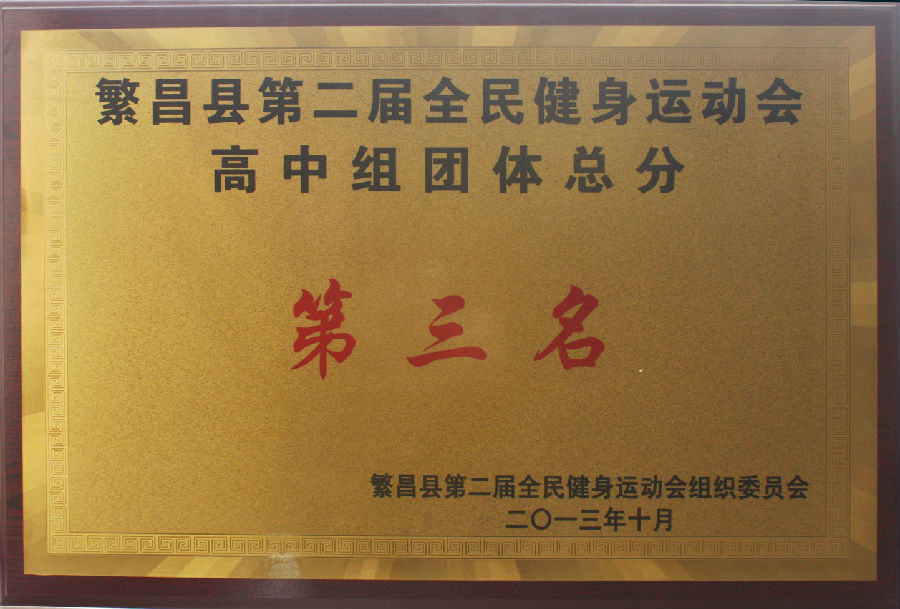 繁昌县第二届全民健身运动会
高中组团体总分
第三名
繁昌县第二届全民健身运动会组织委员会
二〇一三年十月